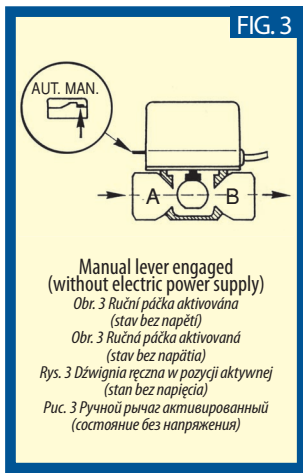 FIG. 3
AUT. MAN.
A B
Manual lever engaged
(without electric power supply)
Obr. 3 Ruční páčka aktivována
(stav bez napětí)
Obr. 3 Ručná páčka aktivovaná
(stav bez napätia)
Rys. 3 Dźwignia ręczna w pozycji aktywnej
(stan bez napięcia)
Рис. 3 Ручной рычаг активированный
(состояние без напряжения)